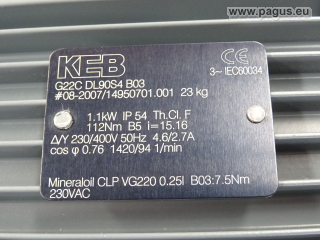 www.pagus.eu
KEB
CE
G22C DL90S4 B03
3~ IEC60034
#08-2007/14950701.001 23 kg
1.1kW IP 54 Th.Cl. F
112Nm B5 i=15.16
Δ/Y 230/400V 50Hz 4.6/2.7A
cos φ 0.76 1420/94 1/min
Mineraloil CLP VG220 0.25l B03:7.5Nm
230VAC